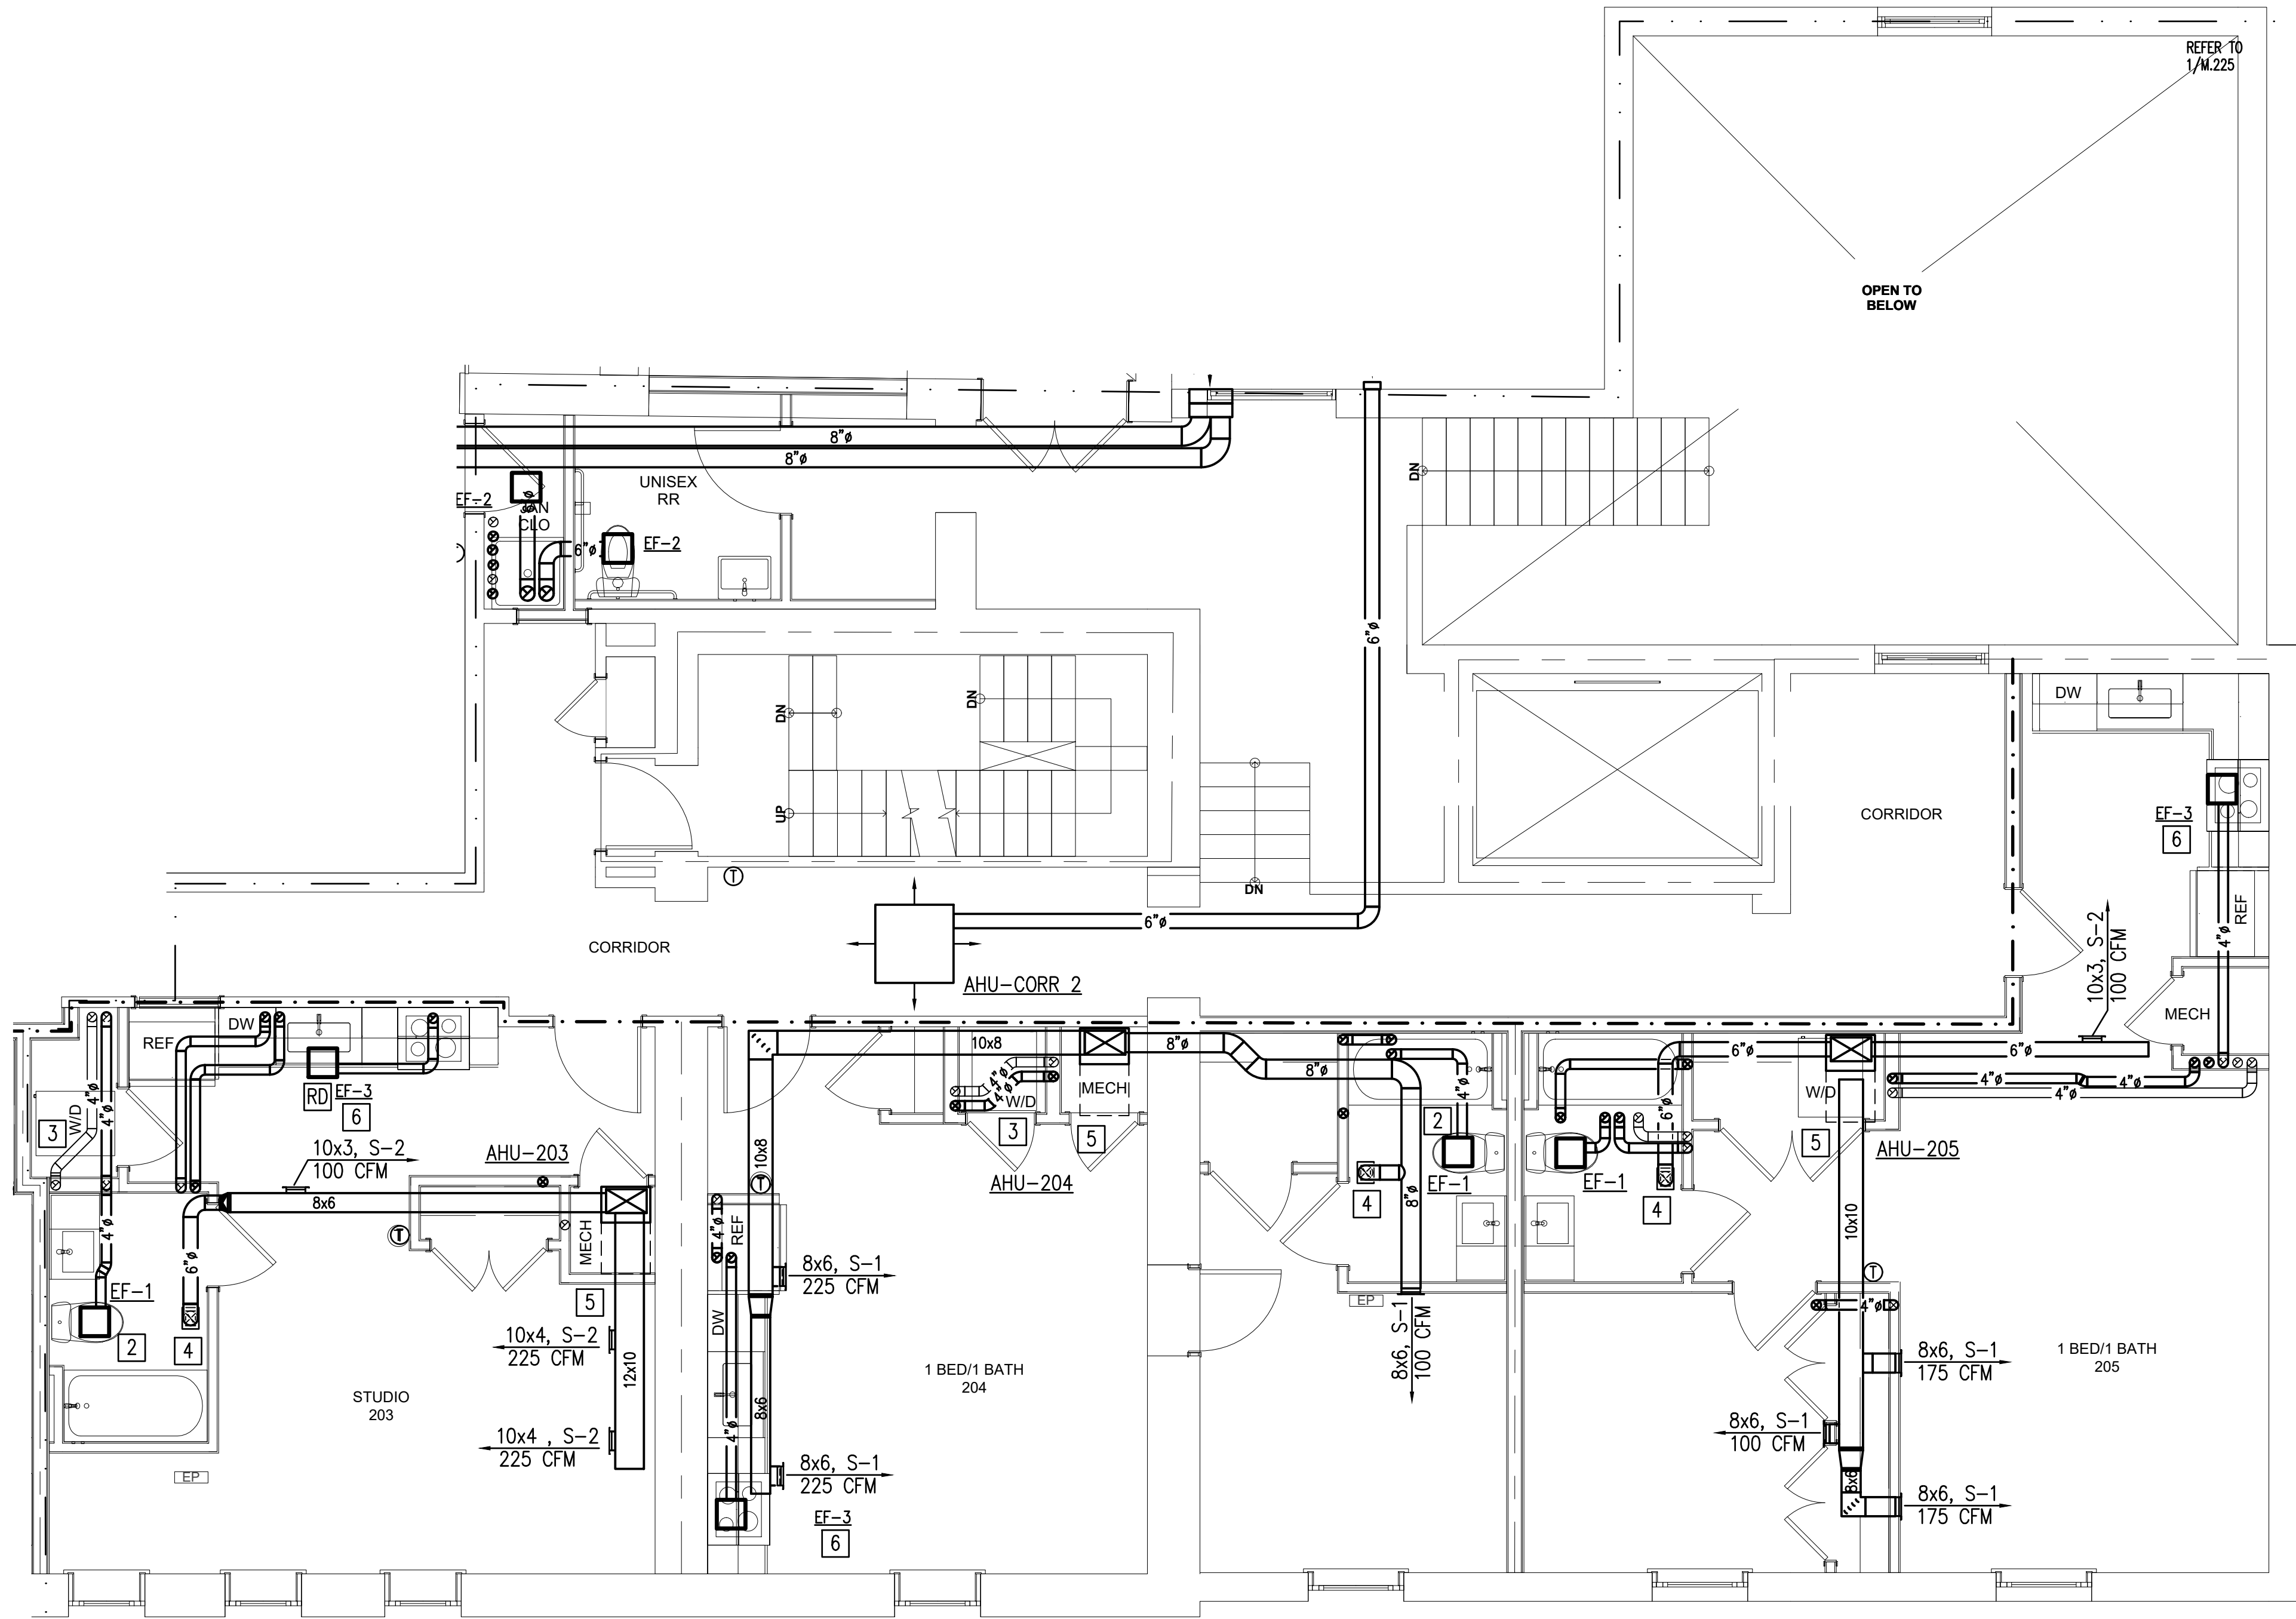 REFER TO
1/M.225
OPEN TO
BELOW
8"ø
8"ø
UNISEX
RR
EF-2
CLO
6"ø
EF-2
DN
6"ø
DN
DN
UP
DN
DW
CORRIDOR
EF-3
6
REF
4"ø
10x3, S-2
100 CFM
MECH
CORRIDOR
6"ø
AHU-CORR 2
T
REF
DW
RD
EF-3
6
W/D
4"ø
4"ø
3
10x3, S-2
100 CFM
AHU-203
8x6
T
MECH
5
4"ø
6"ø
EF-1
2
4
10x4, S-2
225 CFM
12x10
10x4 , S-2
225 CFM
STUDIO
203
EP
10x8
4"ø
4"ø
W/D
3
MECH
5
AHU-204
10x8
T
4"ø
REF
8x6, S-1
225 CFM
DW
8x6
4"ø
8x6, S-1
225 CFM
EF-3
6
1 BED/1 BATH
204
8"ø
8"ø
4"ø
2
EF-1
4
8"ø
EP
8x6, S-1
100 CFM
EF-1
6"ø
4
6"ø
6"ø
W/D
5
AHU-205
4"ø
4"ø
4"ø
10x10
T
4"ø
8x6, S-1
175 CFM
8x6, S-1
100 CFM
8x6
8x6, S-1
175 CFM
1 BED/1 BATH
205